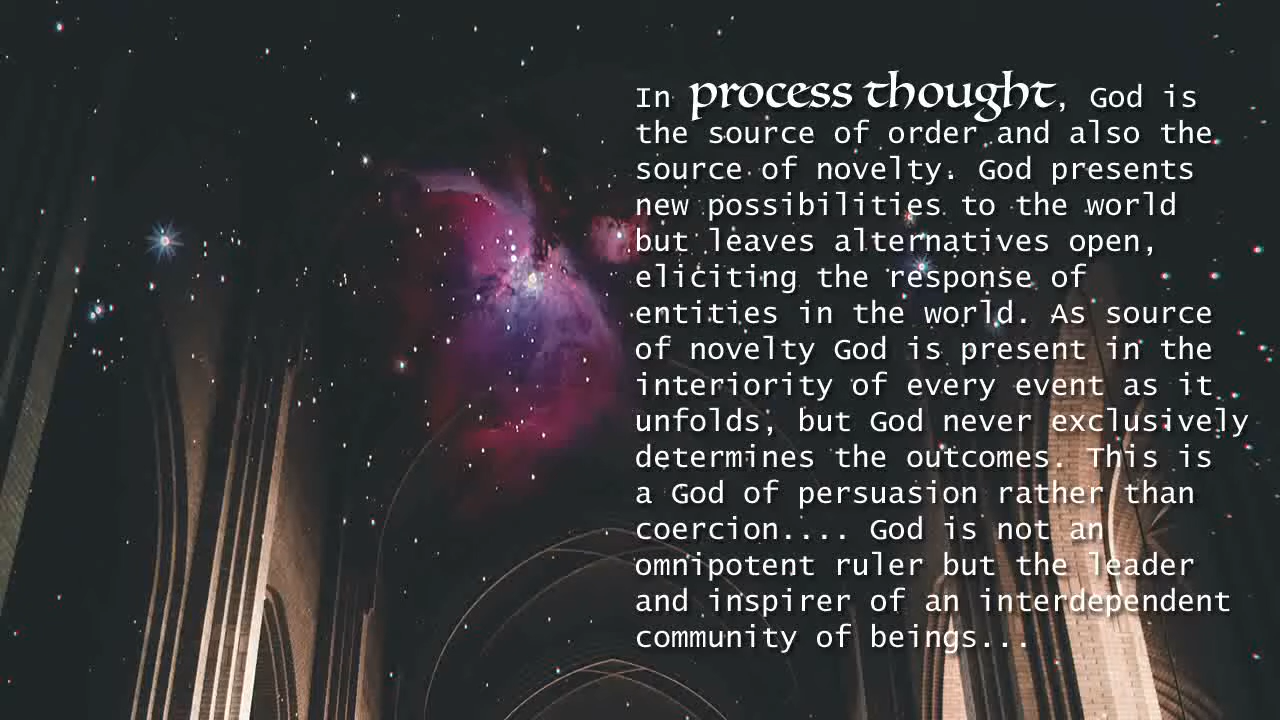 In process thought, God is
the source of order and also the
source of novelty. God presents
new possibilities to the world
but leaves alternatives open,
eliciting the response of
entities in the world. As source
of novelty God is present in the
interiority of every event as it
unfolds, but God never exclusively
determines the outcomes. This is
a God of persuasion rather than
coercion.... God is not an
omnipotent ruler but the leader
and inspirer of an interdependent
community of beings...